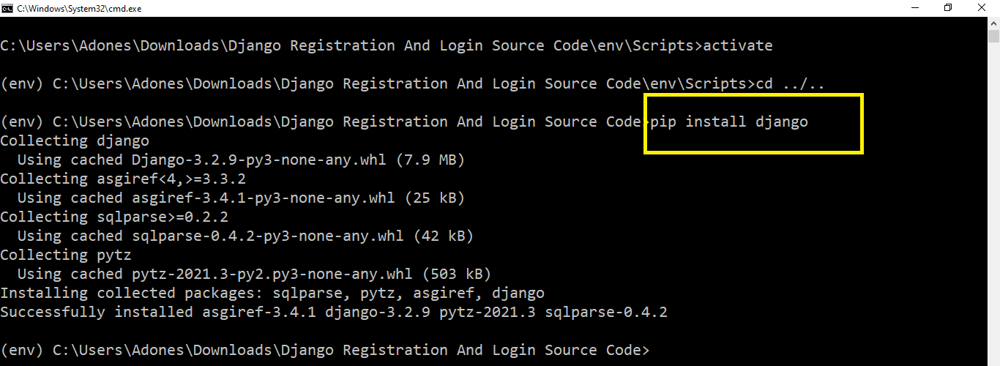 C:\Windows\System32\cmd.exe
C:\Users\Adones\Downloads\Django Registration And Login Source Code\env\Scripts>activate
(env) C:\Users\Adones\Downloads\Django Registration And Login Source Code\env\Scripts>cd ../..
(env) C:\Users\Adones\Downloads\Django Registration And Login Source Code>pip install django
Collecting django
  Using cached Django-3.2.9-py3-none-any.whl (7.9 MB)
Collecting asgiref<4,>=3.3.2
  Using cached asgiref-3.4.1-py3-none-any.whl (25 kB)
Collecting sqlparse>=0.2.2
  Using cached sqlparse-0.4.2-py3-none-any.whl (42 kB)
Collecting pytz
  Using cached pytz-2021.3-py2.py3-none-any.whl (503 kB)
Installing collected packages: sqlparse, pytz, asgiref, django
Successfully installed asgiref-3.4.1 django-3.2.9 pytz-2021.3 sqlparse-0.4.2
(env) C:\Users\Adones\Downloads\Django Registration And Login Source Code>